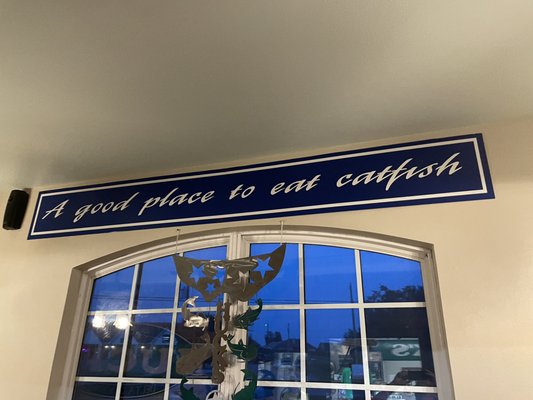 A good place to eat catfish